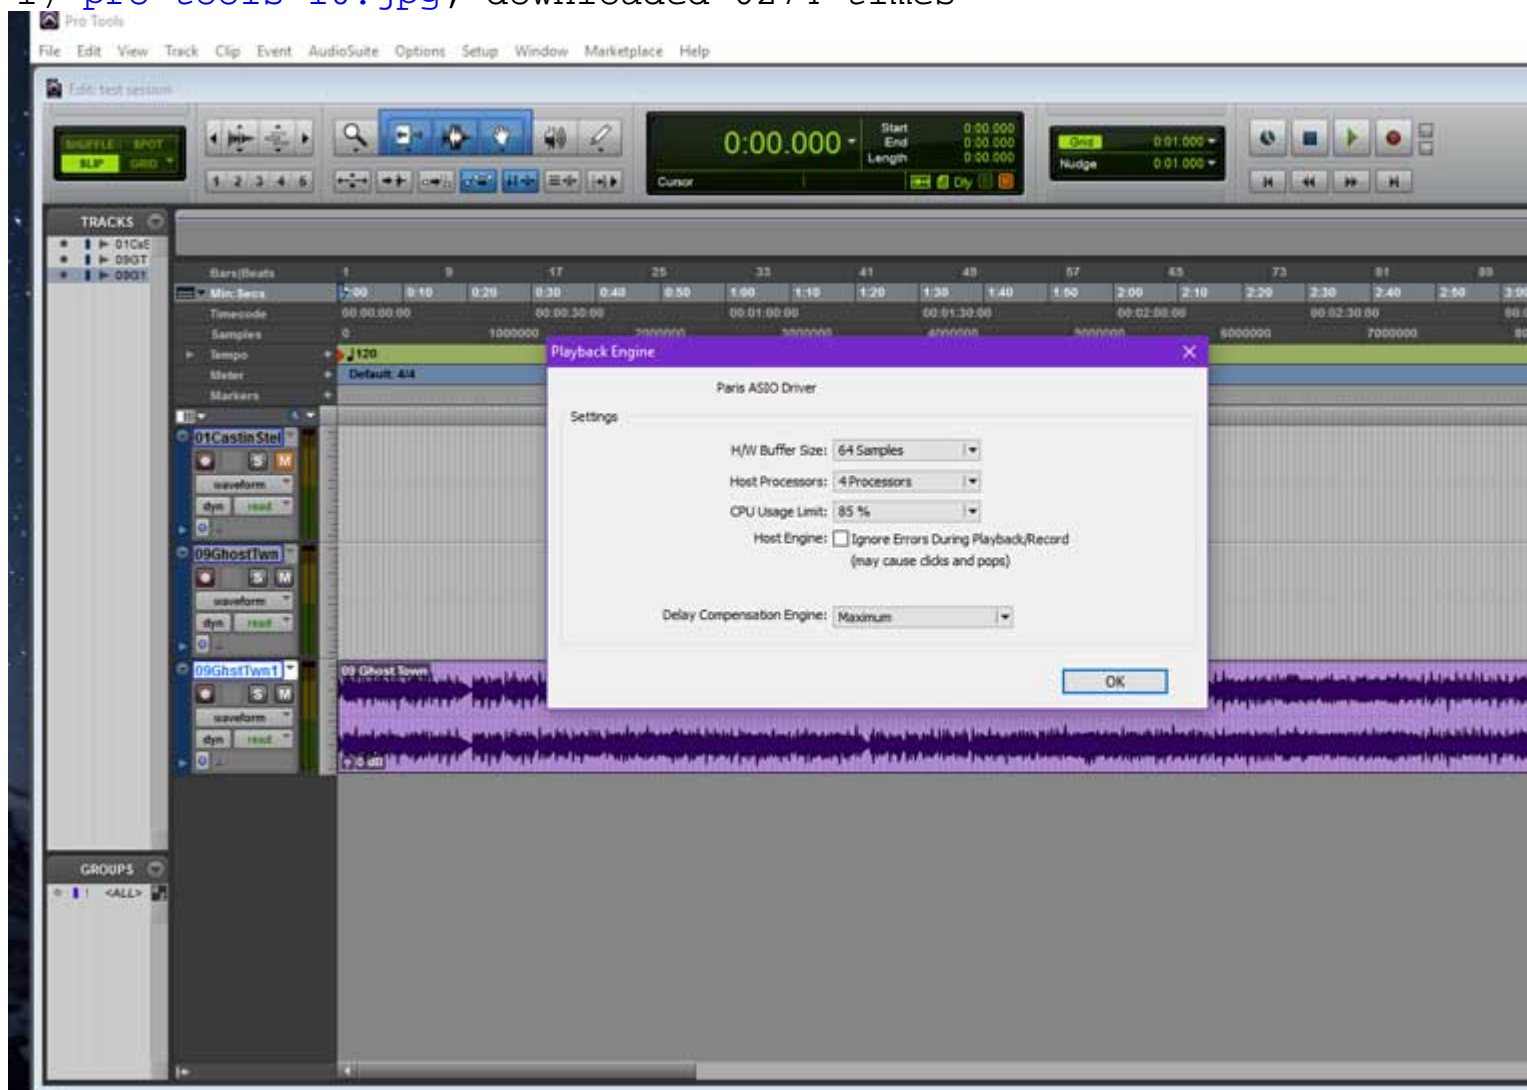 Pro Tools
File Edit View Track Clip Event AudioSuite Options Setup Window Marketplace Help
Edit: test session
SHUFFLE SPOT
SLIP GRID
1 2 3 4 5
0:00.000
Start 0:00.000
End 0:00.000
Length 0:00.000
Cursor
Dly
Grid 0:01.000
Nudge 0:01.000
TRACKS
01CaS
09GT
09GT
Bars|Beats 1 9 17 25 33 41 49 57 65 73 81 89
Min:Secs 0:00 0:10 0:20 0:30 0:40 0:50 1:00 1:10 1:20 1:30 1:40 1:50 2:00 2:10 2:20 2:30 2:40 2:50
Timecode 00:00:00:00 00:00:30:00 00:01:00:00 00:01:30:00 00:02:00:00 00:02:30:00
Samples 0 1000000 2000000 3000000 4000000 5000000 6000000 7000000
Tempo 120
Meter Default: 4/4
Markers
Playback Engine
Paris ASIO Driver
Settings
H/W Buffer Size: 64 Samples
Host Processors: 4 Processors
CPU Usage Limit: 85 %
Host Engine: Ignore Errors During Playback/Record
(may cause clicks and pops)
Delay Compensation Engine: Maximum
OK
01CastinStel
S M
waveform
dyn read
09GhostTwn
S M
waveform
dyn read
09GhstTwn1
S M
waveform
dyn read
09 Ghost Town
0 dB
GROUPS
! <ALL>